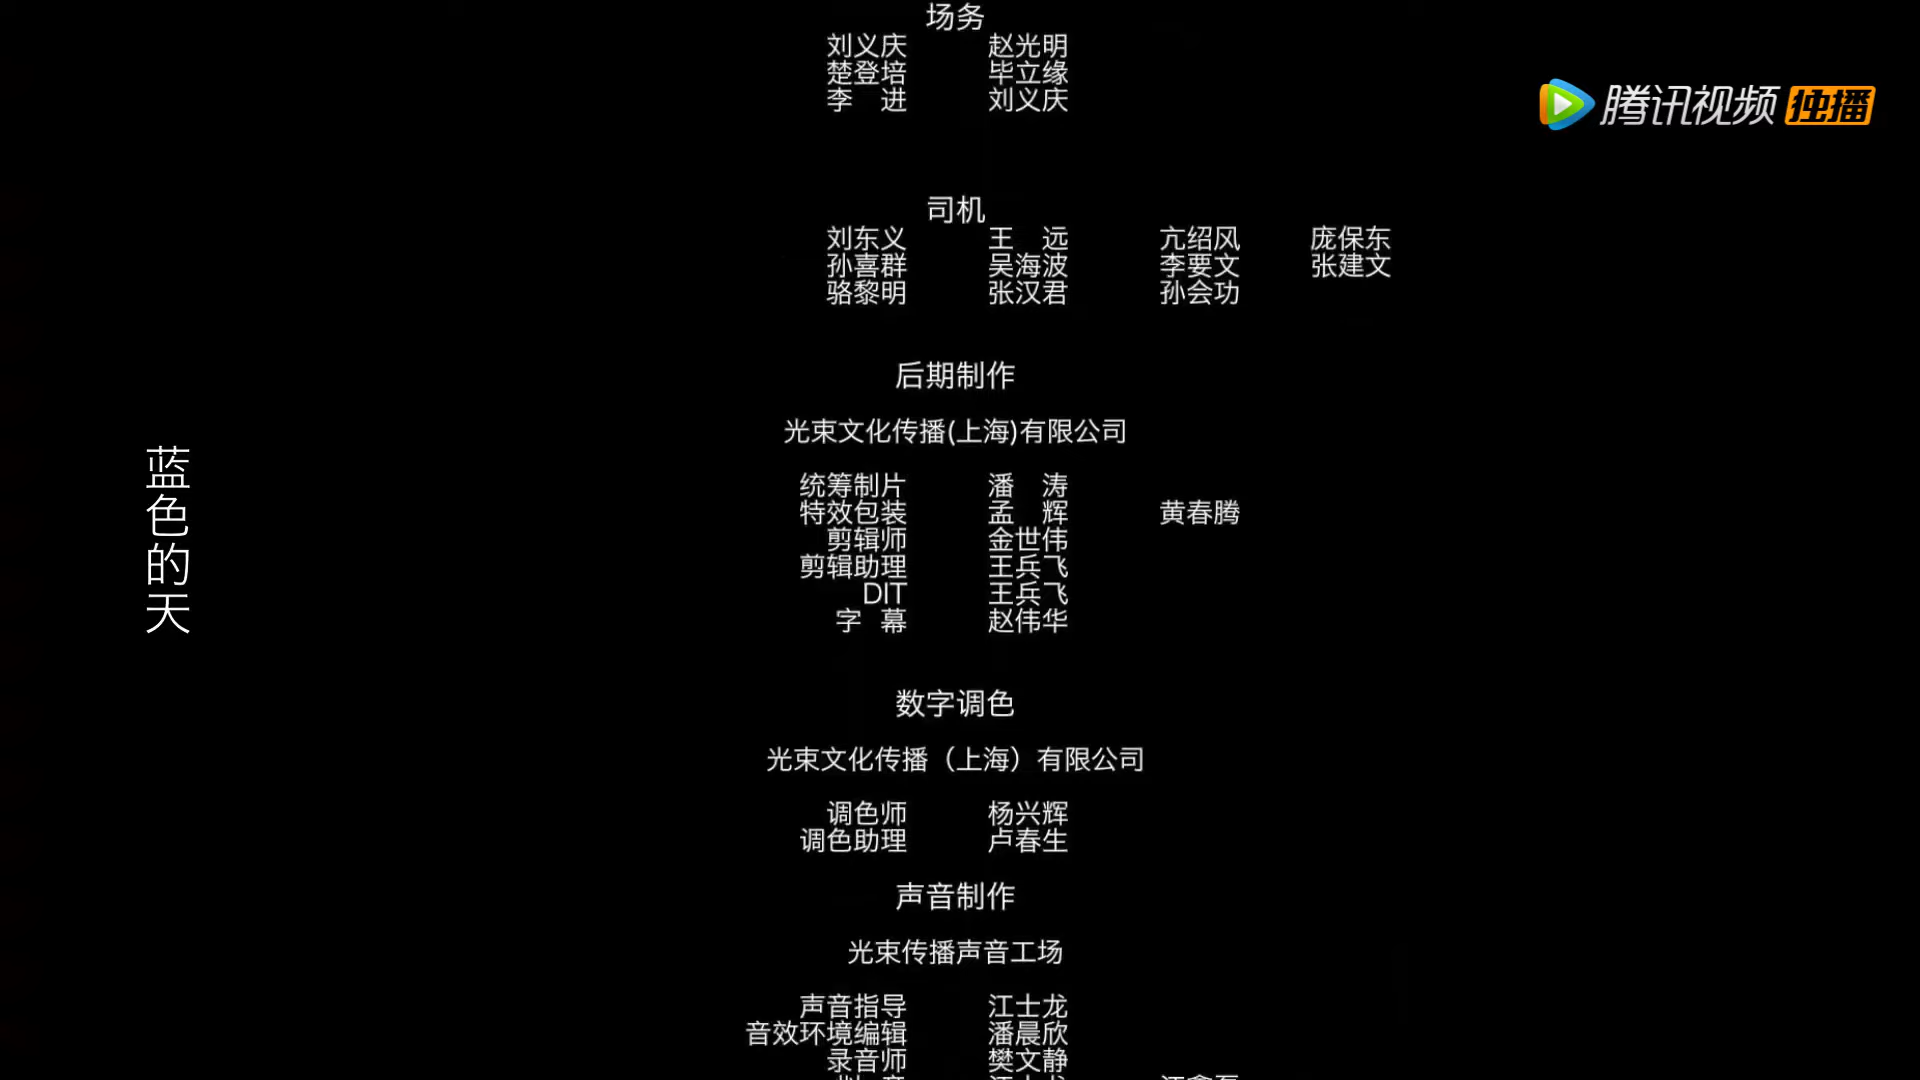 场务
刘义庆 赵光明
楚登培 毕立缘
李 进 刘义庆
腾讯视频 独播
司机
刘东义 王 远 亢绍风 庞保东
孙喜群 吴海波 李要文 张建文
骆黎明 张汉君 孙会功
后期制作
光束文化传播(上海)有限公司
蓝色的天
统筹制片 潘 涛
特效包装 孟 辉 黄春腾
剪辑师 金世伟
剪辑助理 王兵飞
DIT 王兵飞
字 幕 赵伟华
数字调色
光束文化传播（上海）有限公司
调色师 杨兴辉
调色助理 卢春生
声音制作
光束传播声音工场
声音指导 江士龙
音效环境编辑 潘晨欣
录音师 樊文静